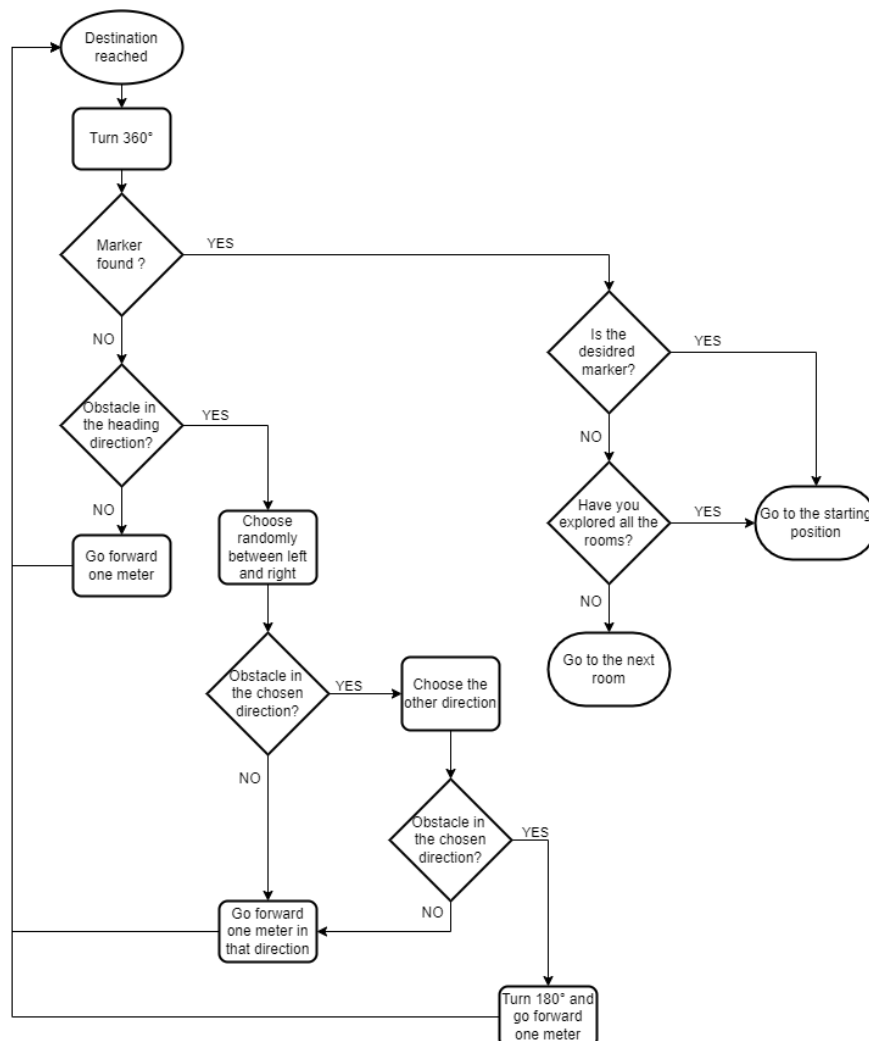 Destination
reached
Turn 360°
Marker
found ?
YES
NO
Is the
desidred
marker?
YES
NO
Obstacle in
the heading
direction?
YES
NO
Go forward
one meter
Choose
randomly
between left
and right
Have you
explored all the
rooms?
YES
NO
Go to the starting
position
Go to the next
room
Obstacle in
the chosen
direction?
YES
NO
Choose the
other direction
Obstacle in
the chosen
direction?
YES
NO
Go forward
one meter in
that direction
Turn 180° and
go forward
one meter